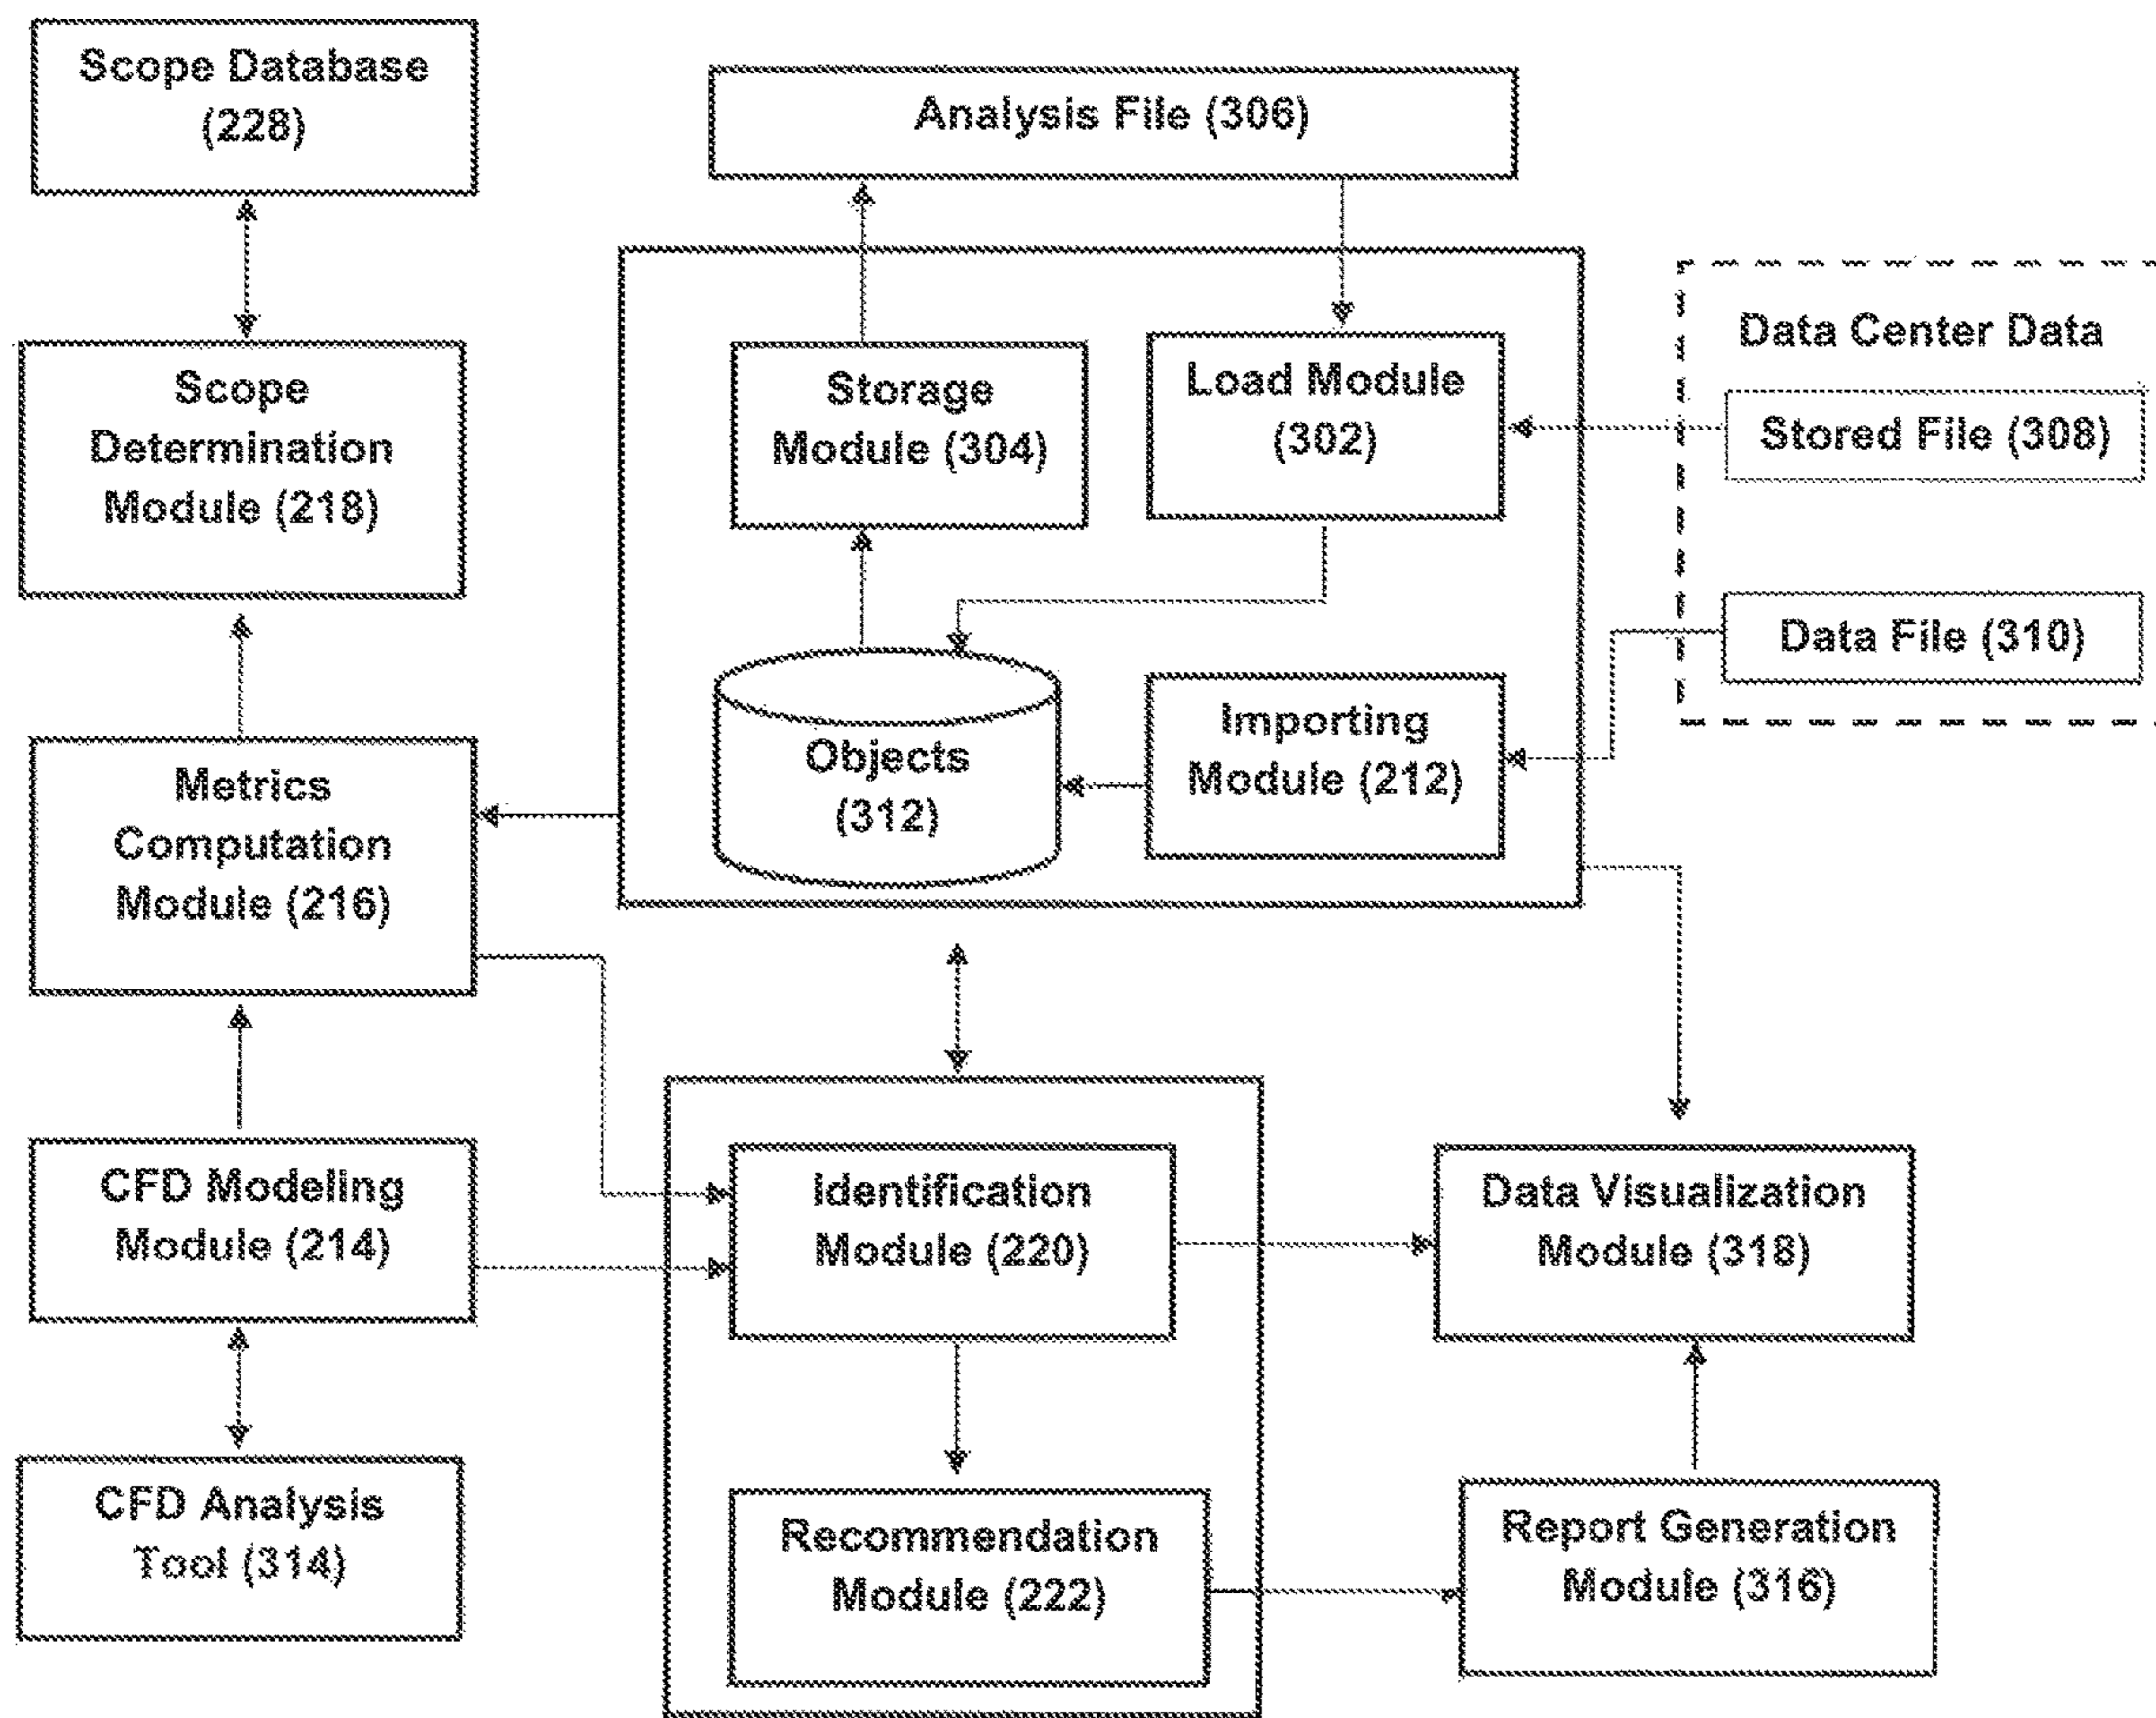 Scope Database
(228)
Analysis File (306)
Scope
Determination
Module (218)
Storage
Module (304)
Load Module
(302)
Data Center Data
Stored File (308)
Data File (310)
Metrics
Computation
Module (216)
Objects
(312)
Importing
Module (212)
CFD Modeling
Module (214)
Identification
Module (220)
Data Visualization
Module (318)
CFD Analysis
Tool (314)
Recommendation
Module (222)
Report Generation
Module (316)